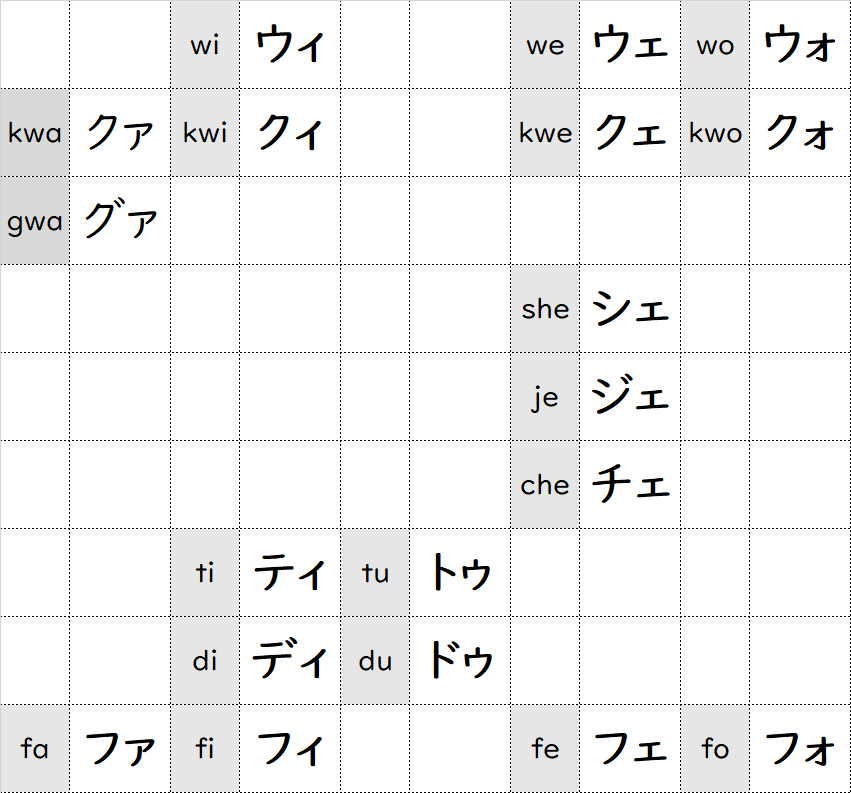 wi ウィ we ウェ wo ウォ
kwa クァ kwi クィ kwe クェ kwo クォ
gwa グァ
she シェ
je ジェ
che チェ
ti ティ tu トゥ
di ディ du ドゥ
fa ファ fi フィ fe フェ fo フォ